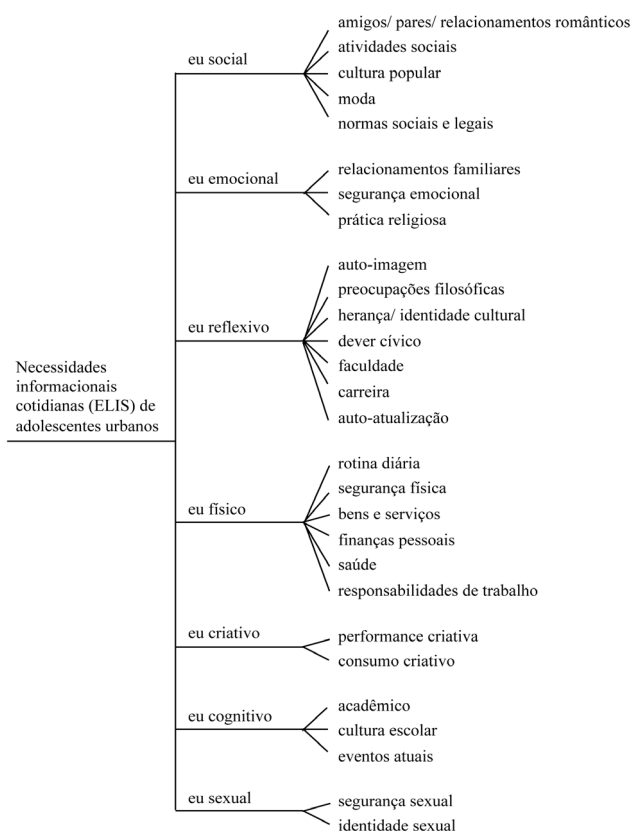 eu social
amigos/ pares/ relacionamentos românticos
atividades sociais
cultura popular
moda
normas sociais e legais
eu emocional
relacionamentos familiares
segurança emocional
prática religiosa
eu reflexivo
auto-imagem
preocupações filosóficas
herança/ identidade cultural
dever cívico
faculdade
carreira
auto-atualização
Necessidades
informacionais
cotidianas (ELIS) de
adolescentes urbanos
eu físico
rotina diária
segurança física
bens e serviços
finanças pessoais
saúde
responsabilidades de trabalho
eu criativo
performance criativa
consumo criativo
eu cognitivo
acadêmico
cultura escolar
eventos atuais
eu sexual
segurança sexual
identidade sexual